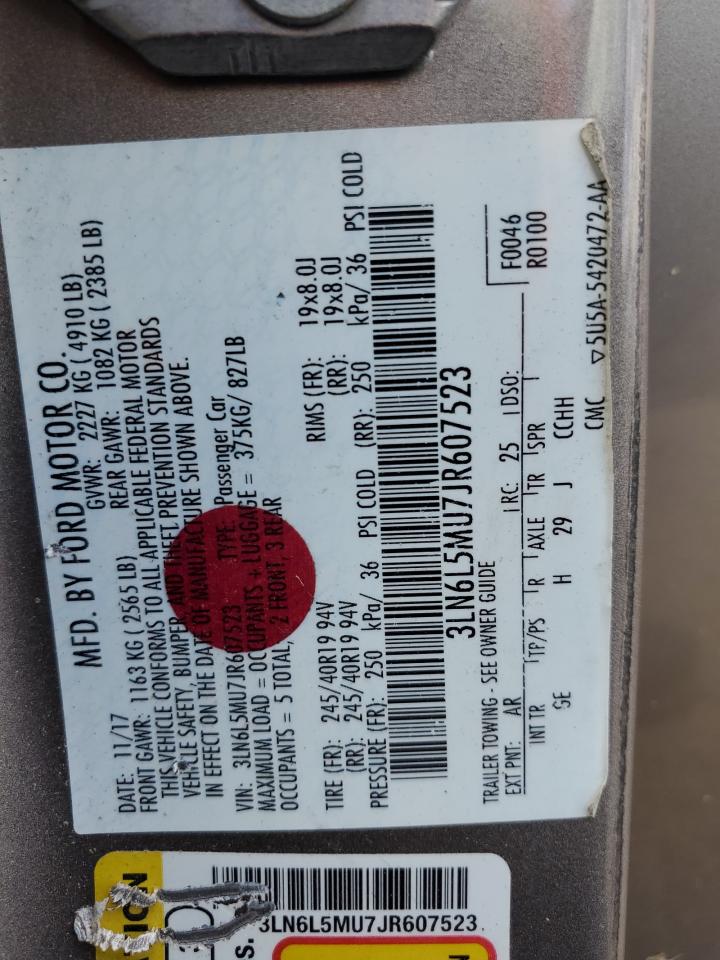 MFD. BY FORD MOTOR CO.
DATE: 11/17 GVWR: 2227 KG ( 4910 LB)
FRONT GAWR: 1163 KG ( 2565 LB) REAR GAWR: 1082 KG ( 2385 LB)
THIS VEHICLE CONFORMS TO ALL APPLICABLE FEDERAL MOTOR
VEHICLE SAFETY, BUMPER, AND THEFT PREVENTION STANDARDS
IN EFFECT ON THE DATE OF MANUFACTURE SHOWN ABOVE.
VIN: 3LN6L5MU7JR607523 TYPE: Passenger Car
MAXIMUM LOAD = OCCUPANTS + LUGGAGE = 375KG/ 827LB
OCCUPANTS = 5 TOTAL, 2 FRONT, 3 REAR
TIRE (FR): 245/40R19 94V RIMS (FR): 19x8.0J
(RR): 245/40R19 94V (RR): 19x8.0J
PRESSURE (FR): 250 kPa/ 36 PSI COLD (RR): 250 kPa/ 36 PSI COLD
3LN6L5MU7JR607523
TRAILER TOWING - SEE OWNER GUIDE
F0046
R0100
EXT PNT: AR RC: 25 DSO:
INT TR TP/PS R AXLE TR SPR
GE H 29 J CCHH
CMC ▽5U5A-5420472-AA
3LN6L5MU7JR607523
S.